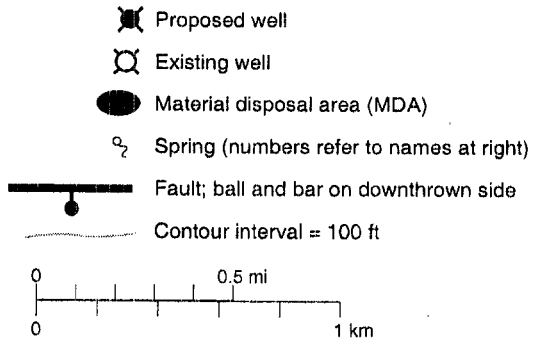 Proposed well
Existing well
Material disposal area (MDA)
Spring (numbers refer to names at right)
Fault; ball and bar on downthrown side
Contour interval = 100 ft
0 0.5 mi
0 1 km